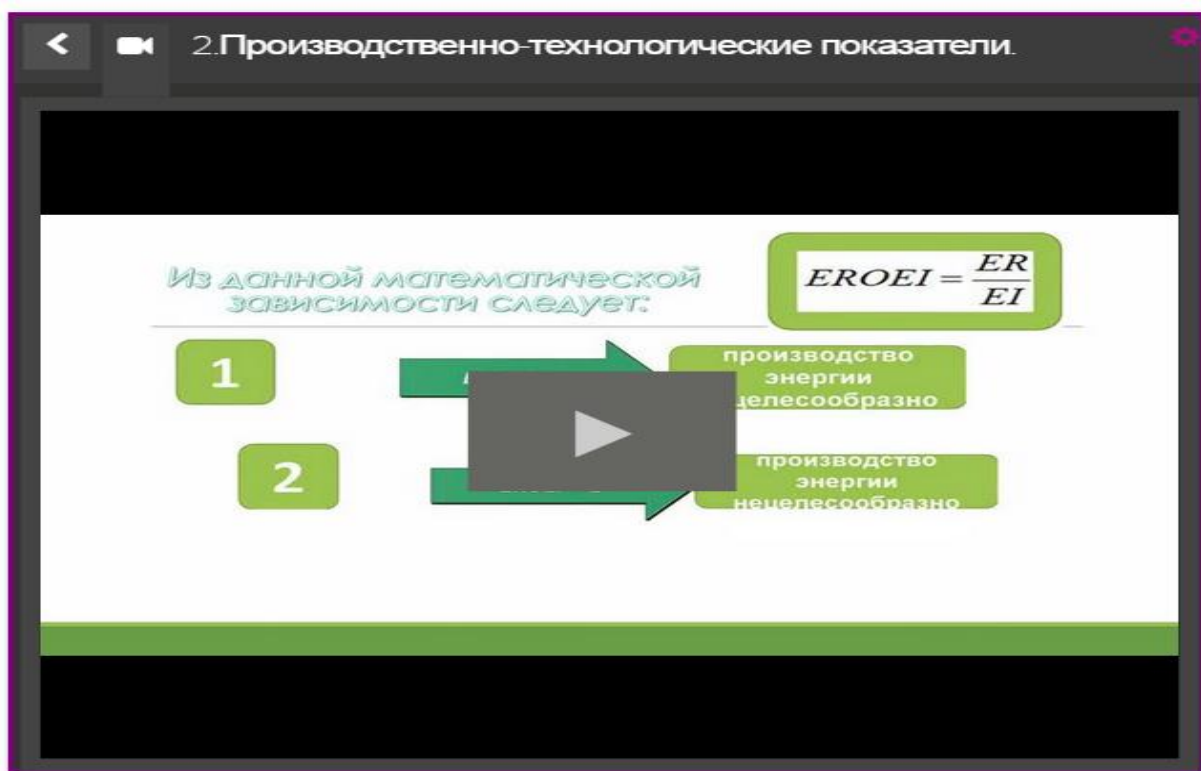 2.Производственно-технологические показатели.
Из данной математической
зависимости следует:
EROEI = ER/EI
1
производство
энергии
2
производство
энергии
нецелесообразно